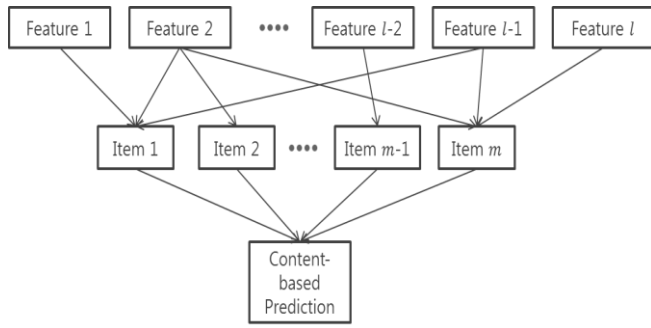 Feature 1 Feature 2 •••• Feature l-2 Feature l-1 Feature l
Item 1 Item 2 •••• Item m-1 Item m
Content-
based
Prediction